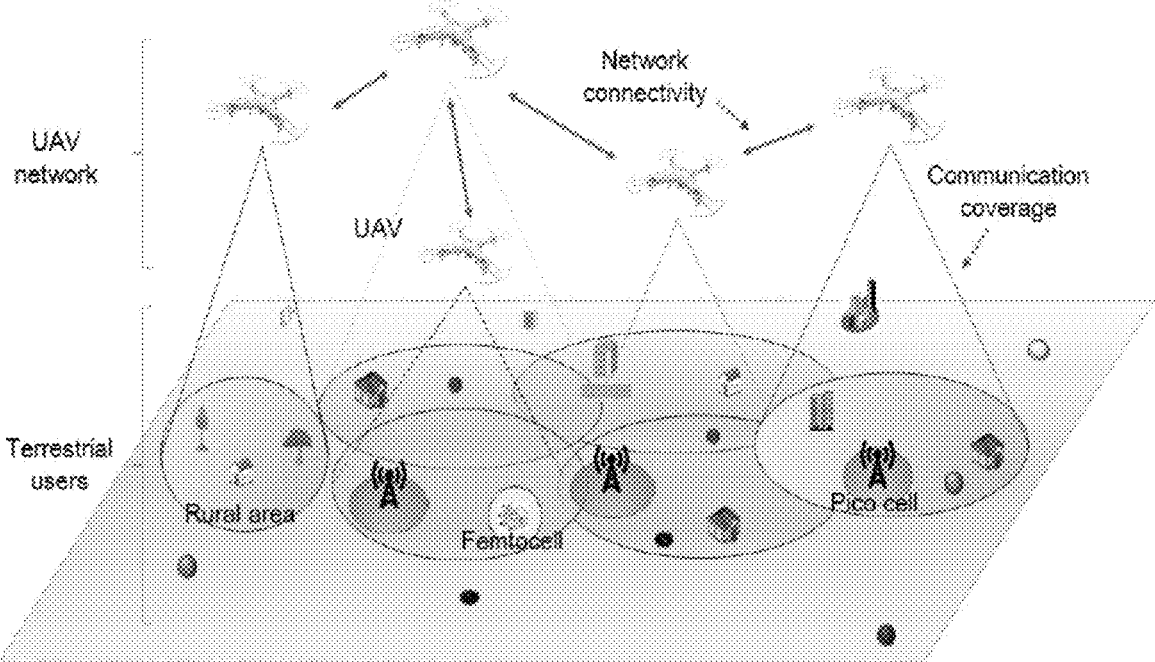 Network
connectivity
UAV
network
Communication
coverage
UAV
Terrestrial
users
Rural area
Pico cell
Femtocell